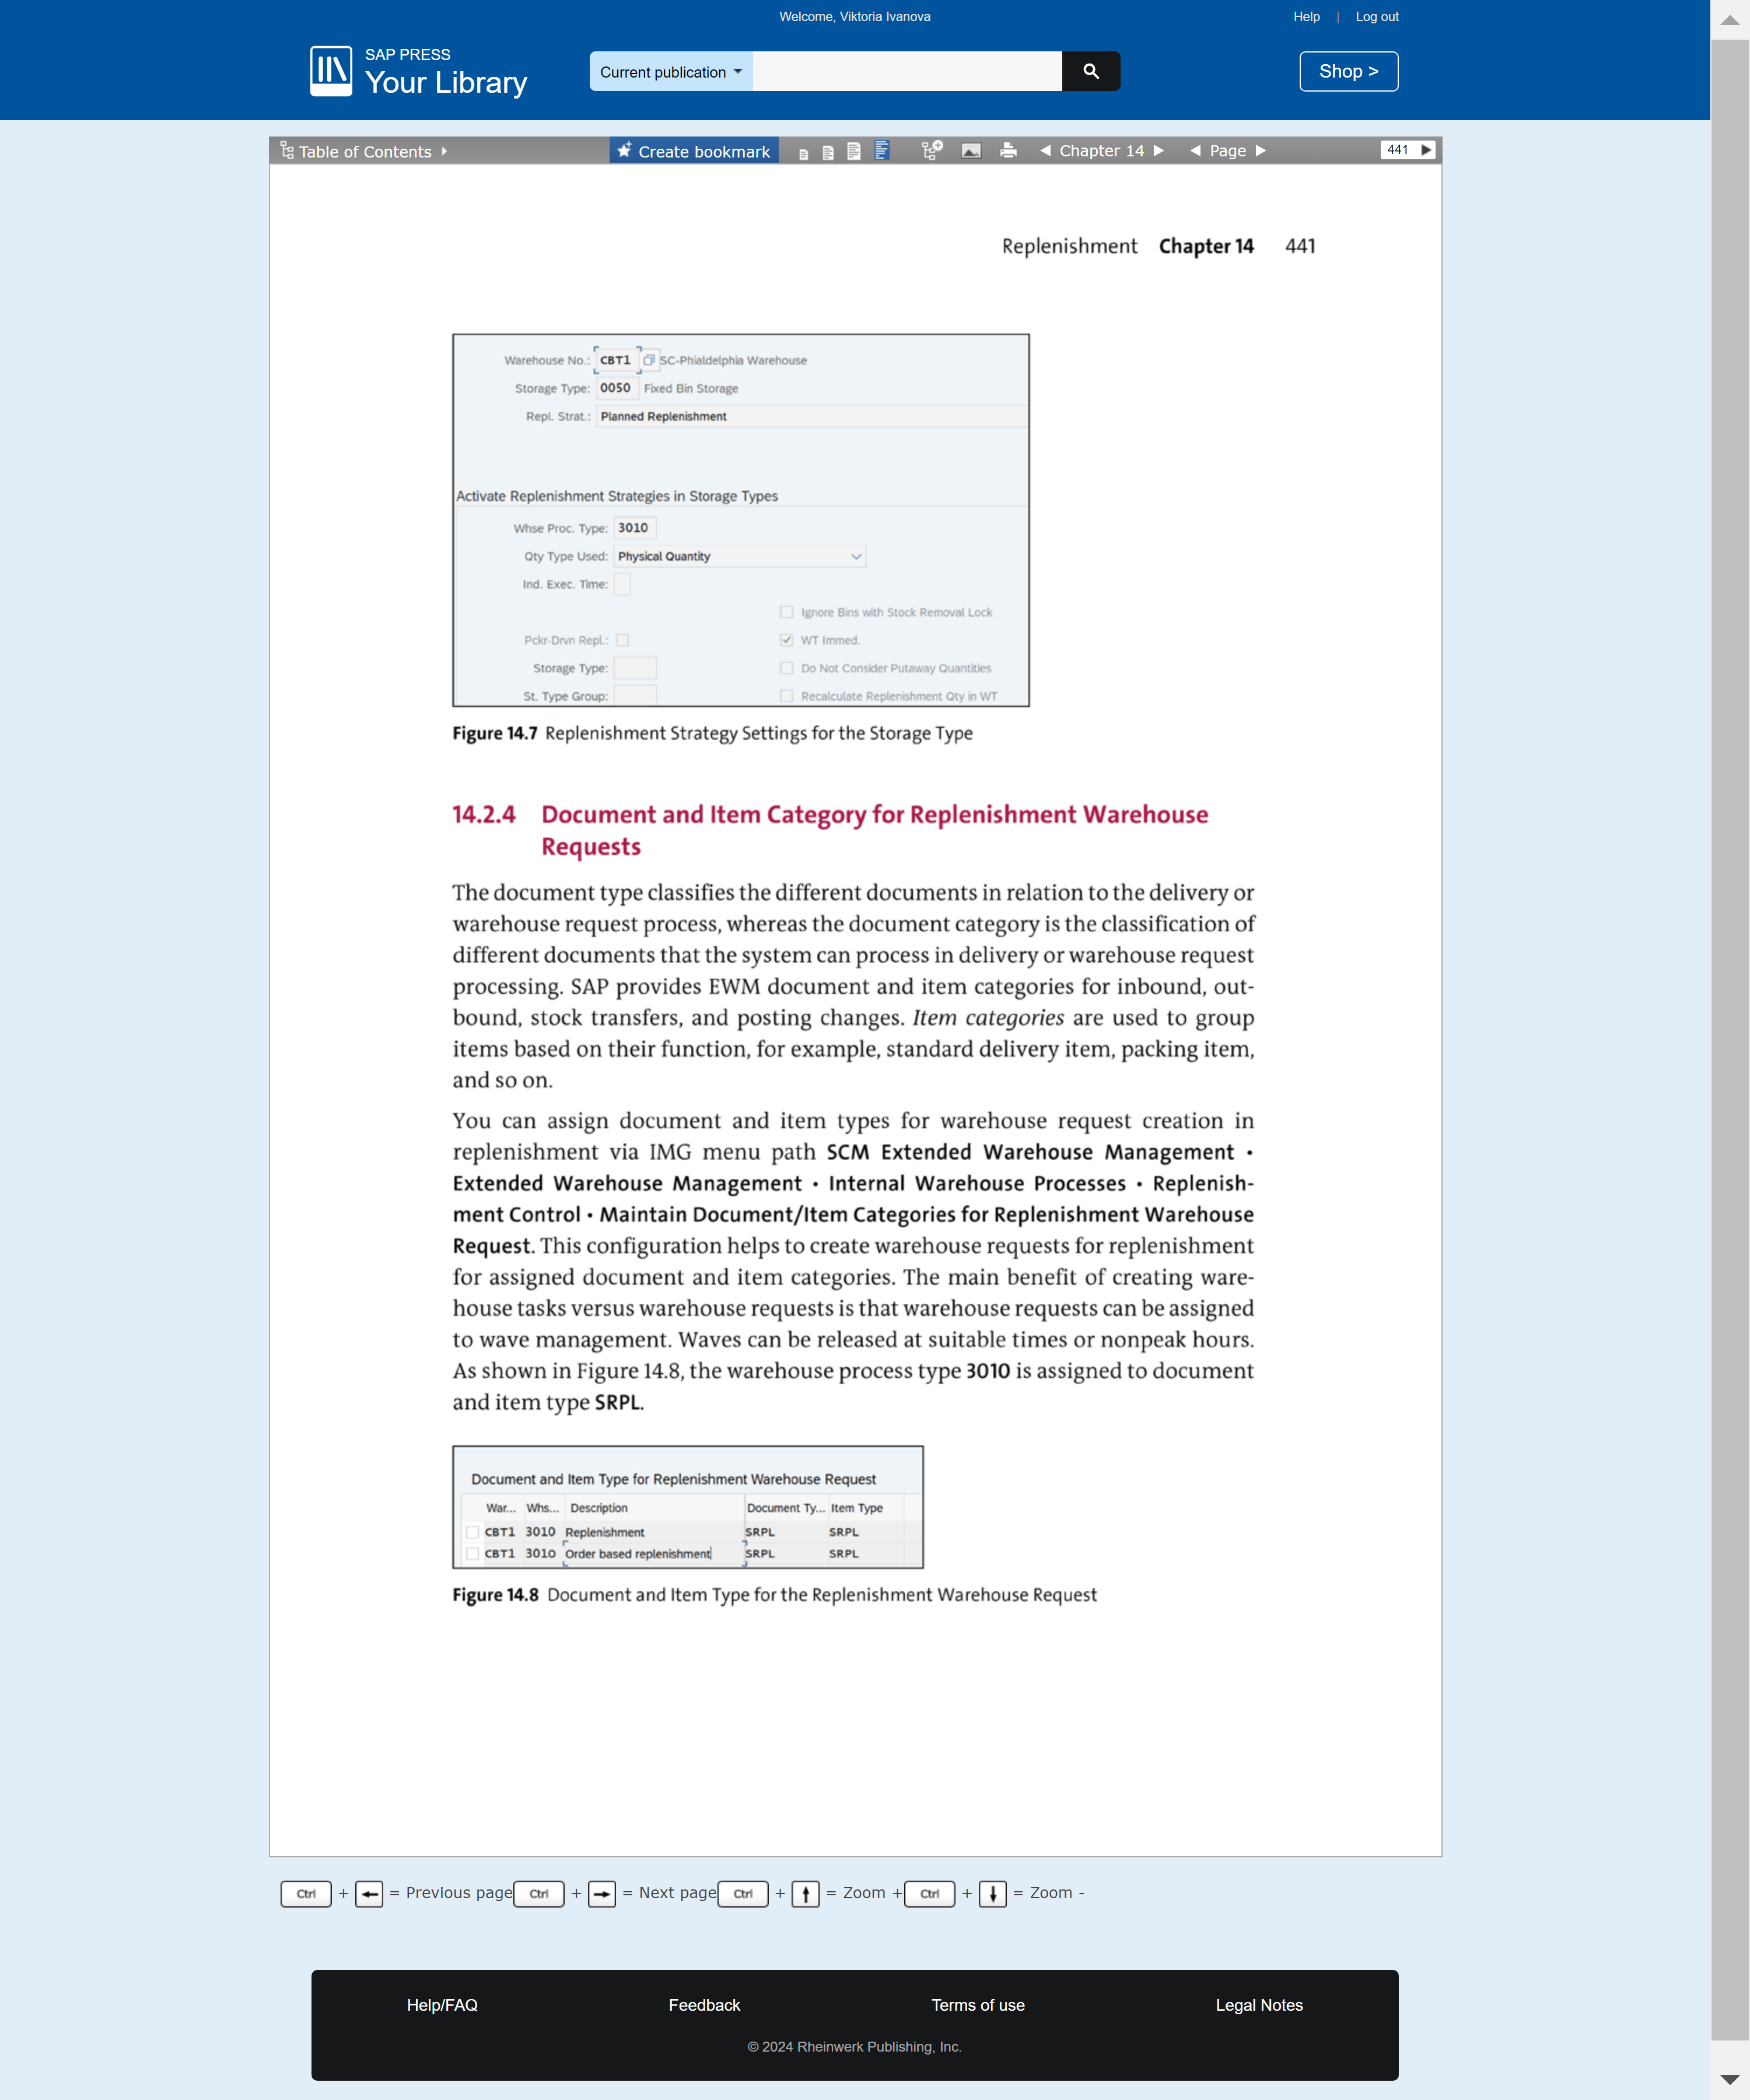 Welcome, Viktoria Ivanova
Help | Log out
SAP PRESS
Your Library
Current publication
Shop >
Table of Contents
Create bookmark
Chapter 14
Page
441
Replenishment Chapter 14 441
Warehouse No.: CBT1 SC-Phialdelphia Warehouse
Storage Type: 0050 Fixed Bin Storage
Repl. Strat.: Planned Replenishment
Activate Replenishment Strategies in Storage Types
Whse Proc. Type: 3010
Qty Type Used: Physical Quantity
Ind. Exec. Time:
Ignore Bins with Stock Removal Lock
Pckr-Drvn Repl.: WT Immed.
Storage Type: Do Not Consider Putaway Quantities
St. Type Group: Recalculate Replenishment Qty in WT
Figure 14.7 Replenishment Strategy Settings for the Storage Type
14.2.4 Document and Item Category for Replenishment Warehouse
Requests
The document type classifies the different documents in relation to the delivery or
warehouse request process, whereas the document category is the classification of
different documents that the system can process in delivery or warehouse request
processing. SAP provides EWM document and item categories for inbound, out-
bound, stock transfers, and posting changes. Item categories are used to group
items based on their function, for example, standard delivery item, packing item,
and so on.
You can assign document and item types for warehouse request creation in
replenishment via IMG menu path SCM Extended Warehouse Management •
Extended Warehouse Management • Internal Warehouse Processes • Replenish-
ment Control • Maintain Document/Item Categories for Replenishment Warehouse
Request. This configuration helps to create warehouse requests for replenishment
for assigned document and item categories. The main benefit of creating ware-
house tasks versus warehouse requests is that warehouse requests can be assigned
to wave management. Waves can be released at suitable times or nonpeak hours.
As shown in Figure 14.8, the warehouse process type 3010 is assigned to document
and item type SRPL.
Document and Item Type for Replenishment Warehouse Request
War... Whs... Description Document Ty... Item Type
CBT1 3010 Replenishment SRPL SRPL
CBT1 301o Order based replenishment SRPL SRPL
Figure 14.8 Document and Item Type for the Replenishment Warehouse Request
Ctrl + ← = Previous page Ctrl + → = Next page Ctrl + ↑ = Zoom + Ctrl + ↓ = Zoom -
Help/FAQ
Feedback
Terms of use
Legal Notes
© 2024 Rheinwerk Publishing, Inc.